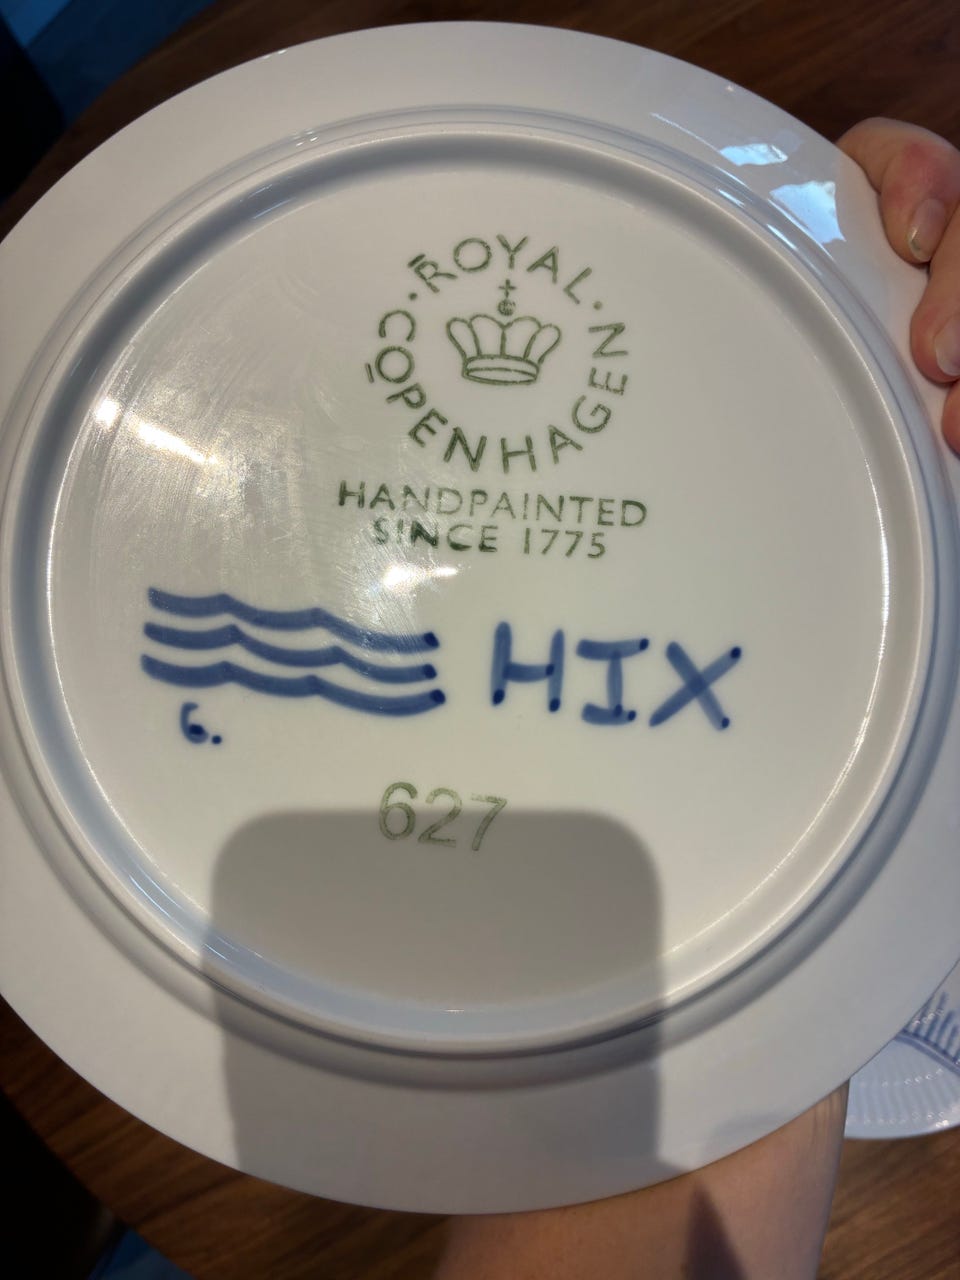 ROYAL · COPENHAGEN ·
HANDPAINTED
SINCE 1775
HIX
6.
627